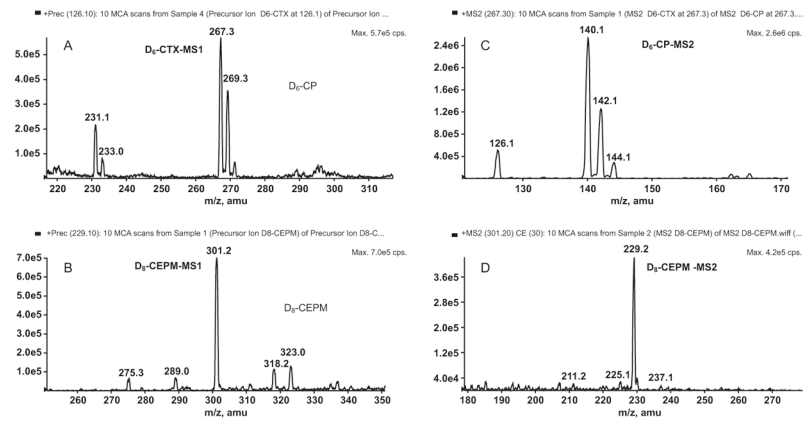 +Prec (126.10): 10 MCA scans from Sample 4 (Precursor Ion D6-CTX at 126.1) of Precursor Ion ...
Max. 5.7e5 cps.
A
D6-CTX-MS1
267.3
D6-CP
269.3
231.1
233.0
5.0e5
4.0e5
3.0e5
2.0e5
1.0e5
220 230 240 250 260 270 280 290 300 310
m/z, amu
+MS2 (267.30): 10 MCA scans from Sample 1 (MS2 D6-CTX at 267.3) of MS2 D6-CP at 267.3....
Max. 2.6e6 cps.
C
140.1
D6-CP-MS2
142.1
126.1
144.1
2.4e6
2.0e6
1.6e6
1.2e6
8.0e5
4.0e5
130 140 150 160 170
m/z, amu
+Prec (229.10): 10 MCA scans from Sample 1 (Precursor Ion D8-CEPM) of Precursor Ion D8-C...
Max. 7.0e5 cps.
B
D8-CEPM-MS1
301.2
D8-CEPM
323.0
318.2
289.0
275.3
7.0e5
6.0e5
5.0e5
4.0e5
3.0e5
2.0e5
1.0e5
260 270 280 290 300 310 320 330 340 350
m/z, amu
+MS2 (301.20) CE (30): 10 MCA scans from Sample 2 (MS2 D8-CEPM) of MS2 D8-CEPM.wiff (...
Max. 4.2e5 cps.
D
229.2
D8-CEPM -MS2
211.2
225.1
237.1
3.6e5
2.8e5
2.0e5
1.2e5
4.0e4
180 190 200 210 220 230 240 250 260 270
m/z, amu